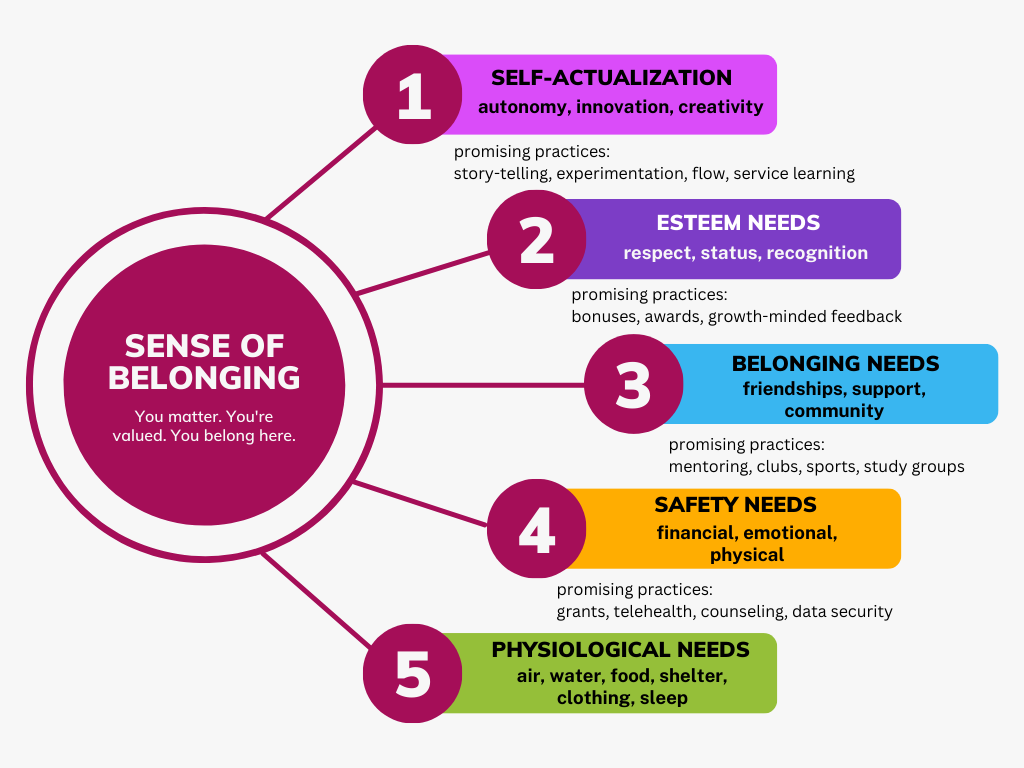 1
SELF-ACTUALIZATION
autonomy, innovation, creativity
promising practices:
story-telling, experimentation, flow, service learning
2
ESTEEM NEEDS
respect, status, recognition
promising practices:
bonuses, awards, growth-minded feedback
SENSE OF
BELONGING
You matter. You're
valued. You belong here.
3
BELONGING NEEDS
friendships, support,
community
promising practices:
mentoring, clubs, sports, study groups
4
SAFETY NEEDS
financial, emotional,
physical
promising practices:
grants, telehealth, counseling, data security
5
PHYSIOLOGICAL NEEDS
air, water, food, shelter,
clothing, sleep